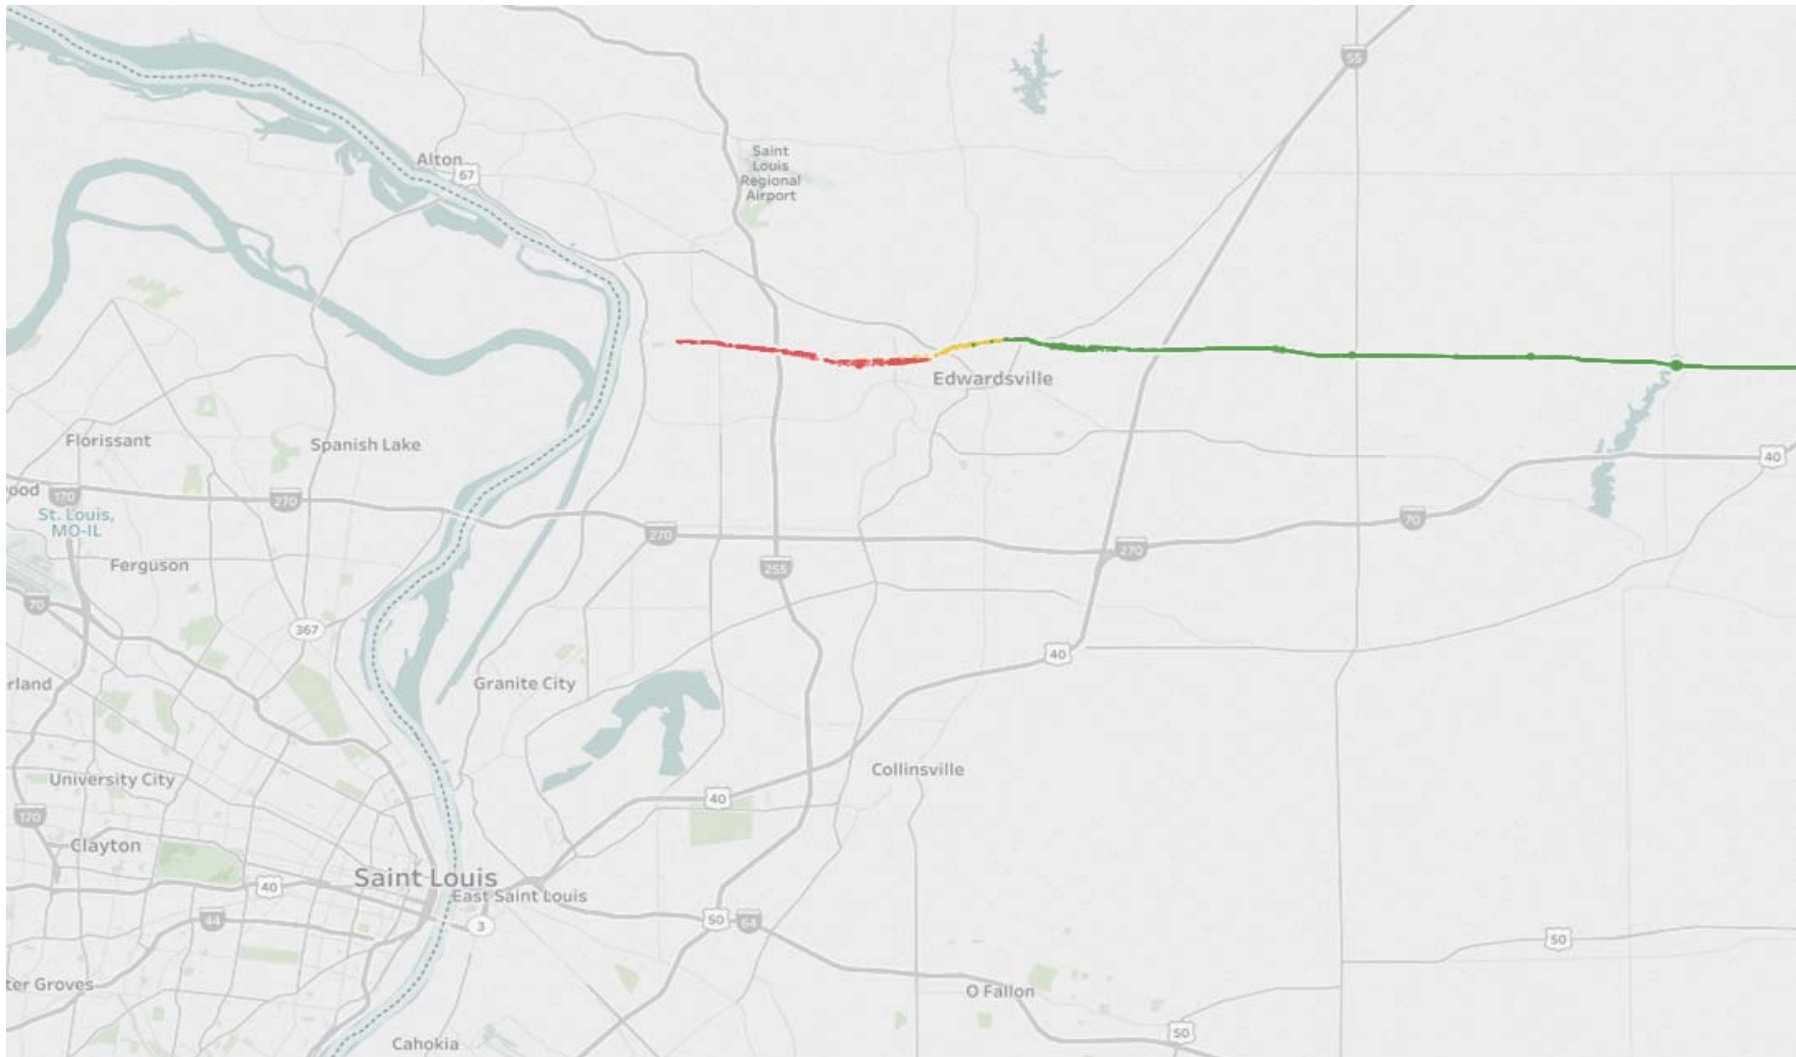 55
Alton
67
Saint
Louis
Regional
Airport
Edwardsville
Florissant
Spanish Lake
40
ood
170
270
St. Louis,
MO-IL
70
270
270
255
Ferguson
70
367
40
rland
Granite City
University City
Collinsville
40
170
Clayton
Saint Louis
40
East Saint Louis
44
3
50
64
50
ter Groves
O Fallon
50
Cahokia